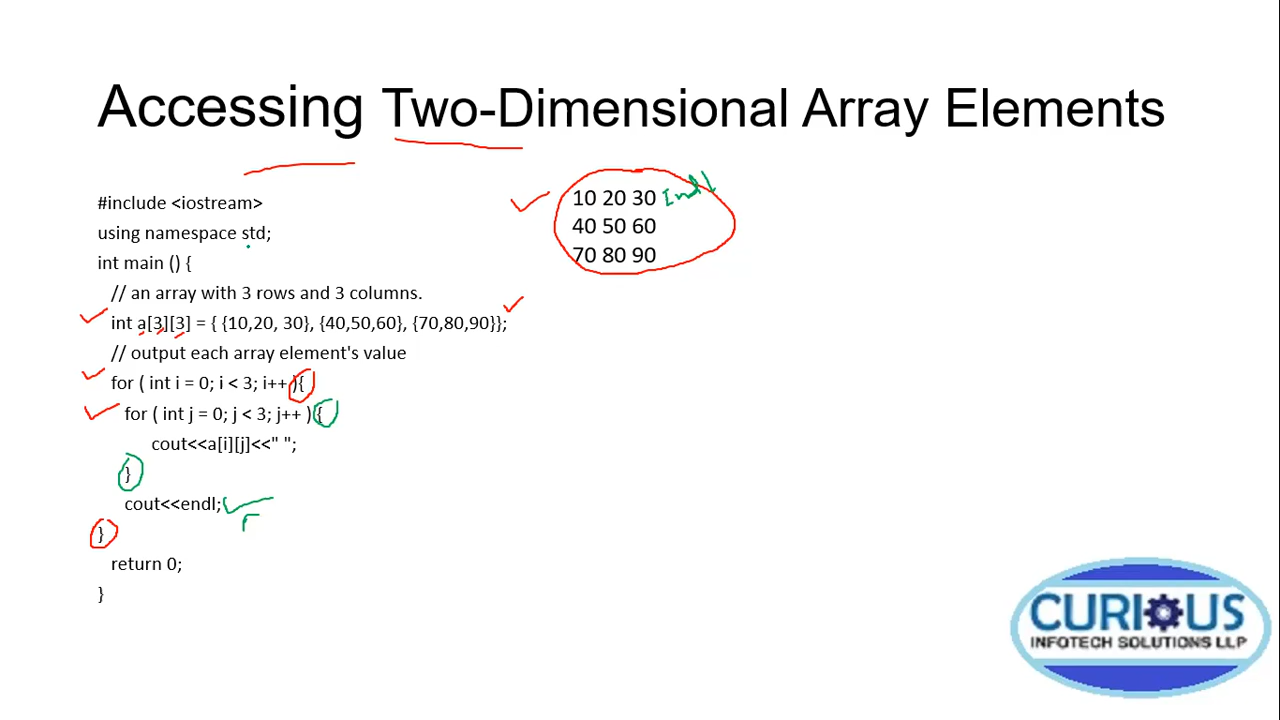 Accessing Two-Dimensional Array Elements
#include <iostream>
using namespace std;
int main () {
// an array with 3 rows and 3 columns.
int a[3][3] = { {10,20, 30}, {40,50,60}, {70,80,90}};
// output each array element's value
for ( int i = 0; i < 3; i++ ){
for ( int j = 0; j < 3; j++ ) {
cout<<a[i][j]<<" ";
}
cout<<endl;
}
return 0;
}
10 20 30 Endl
40 50 60
70 80 90
CURIOUS
INFOTECH SOLUTIONS LLP